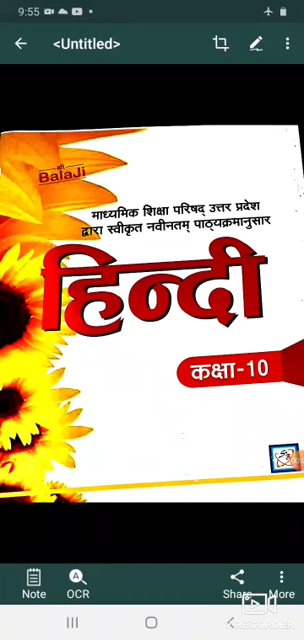 9:55
<Untitled>
श्री
BalaJi
माध्यमिक शिक्षा परिषद् उत्तर प्रदेश
द्वारा स्वीकृत नवीनतम् पाठ्यक्रमानुसार
हिन्दी
कक्षा-10
Note
OCR
Share
More
RECORDER